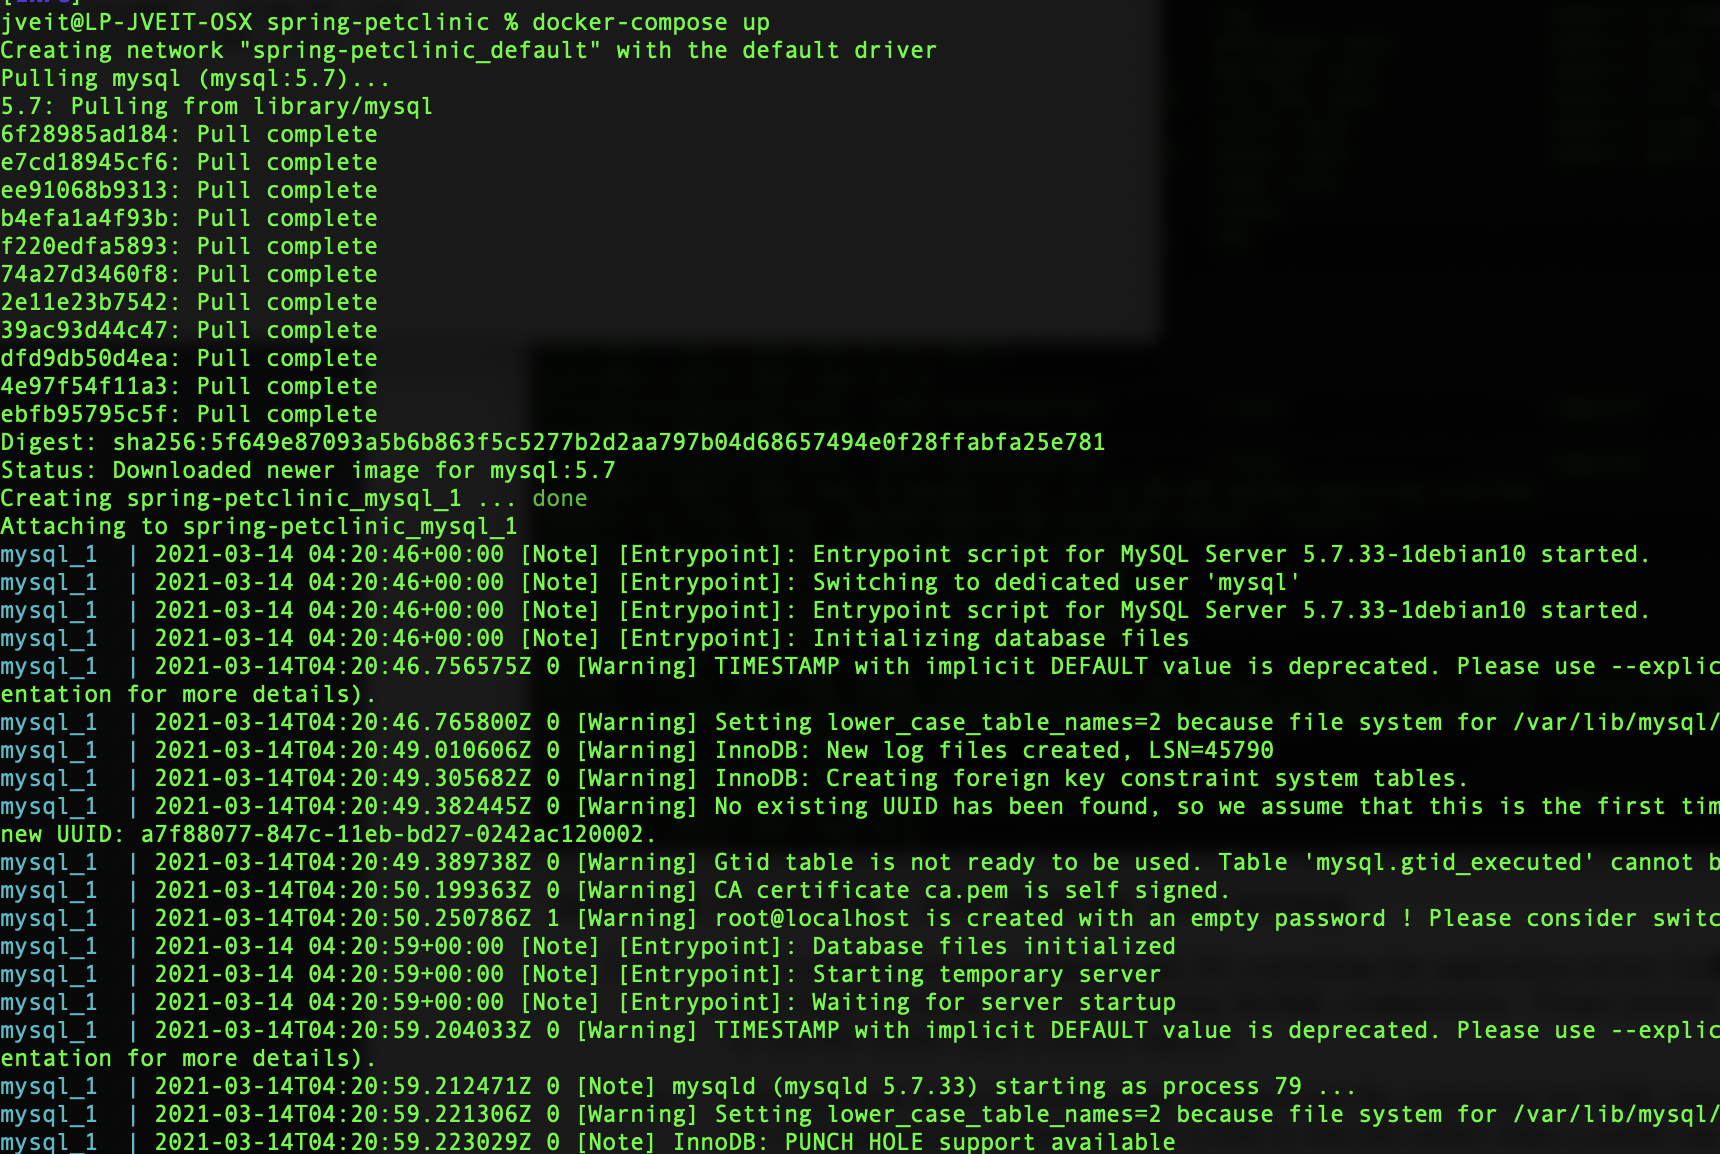 jveit@LP-JVEIT-OSX spring-petclinic % docker-compose up
Creating network "spring-petclinic_default" with the default driver
Pulling mysql (mysql:5.7)...
5.7: Pulling from library/mysql
6f28985ad184: Pull complete
e7cd18945cf6: Pull complete
ee91068b9313: Pull complete
b4efa1a4f93b: Pull complete
f220edfa5893: Pull complete
74a27d3460f8: Pull complete
2e11e23b7542: Pull complete
39ac93d44c47: Pull complete
dfd9db50d4ea: Pull complete
4e97f54f11a3: Pull complete
ebfb95795c5f: Pull complete
Digest: sha256:5f649e87093a5b6b863f5c5277b2d2aa797b04d68657494e0f28ffabfa25e781
Status: Downloaded newer image for mysql:5.7
Creating spring-petclinic_mysql_1 ... done
Attaching to spring-petclinic_mysql_1
mysql_1  | 2021-03-14 04:20:46+00:00 [Note] [Entrypoint]: Entrypoint script for MySQL Server 5.7.33-1debian10 started.
mysql_1  | 2021-03-14 04:20:46+00:00 [Note] [Entrypoint]: Switching to dedicated user 'mysql'
mysql_1  | 2021-03-14 04:20:46+00:00 [Note] [Entrypoint]: Entrypoint script for MySQL Server 5.7.33-1debian10 started.
mysql_1  | 2021-03-14 04:20:46+00:00 [Note] [Entrypoint]: Initializing database files
mysql_1  | 2021-03-14T04:20:46.756575Z 0 [Warning] TIMESTAMP with implicit DEFAULT value is deprecated. Please use --explic
entation for more details).
mysql_1  | 2021-03-14T04:20:46.765800Z 0 [Warning] Setting lower_case_table_names=2 because file system for /var/lib/mysql/
mysql_1  | 2021-03-14T04:20:49.010606Z 0 [Warning] InnoDB: New log files created, LSN=45790
mysql_1  | 2021-03-14T04:20:49.305682Z 0 [Warning] InnoDB: Creating foreign key constraint system tables.
mysql_1  | 2021-03-14T04:20:49.382445Z 0 [Warning] No existing UUID has been found, so we assume that this is the first tim
new UUID: a7f88077-847c-11eb-bd27-0242ac120002.
mysql_1  | 2021-03-14T04:20:49.389738Z 0 [Warning] Gtid table is not ready to be used. Table 'mysql.gtid_executed' cannot b
mysql_1  | 2021-03-14T04:20:50.199363Z 0 [Warning] CA certificate ca.pem is self signed.
mysql_1  | 2021-03-14T04:20:50.250786Z 1 [Warning] root@localhost is created with an empty password ! Please consider switc
mysql_1  | 2021-03-14 04:20:59+00:00 [Note] [Entrypoint]: Database files initialized
mysql_1  | 2021-03-14 04:20:59+00:00 [Note] [Entrypoint]: Starting temporary server
mysql_1  | 2021-03-14 04:20:59+00:00 [Note] [Entrypoint]: Waiting for server startup
mysql_1  | 2021-03-14T04:20:59.204033Z 0 [Warning] TIMESTAMP with implicit DEFAULT value is deprecated. Please use --explic
entation for more details).
mysql_1  | 2021-03-14T04:20:59.212471Z 0 [Note] mysqld (mysqld 5.7.33) starting as process 79 ...
mysql_1  | 2021-03-14T04:20:59.221306Z 0 [Warning] Setting lower_case_table_names=2 because file system for /var/lib/mysql/
mysql_1  | 2021-03-14T04:20:59.223029Z 0 [Note] InnoDB: PUNCH HOLE support available